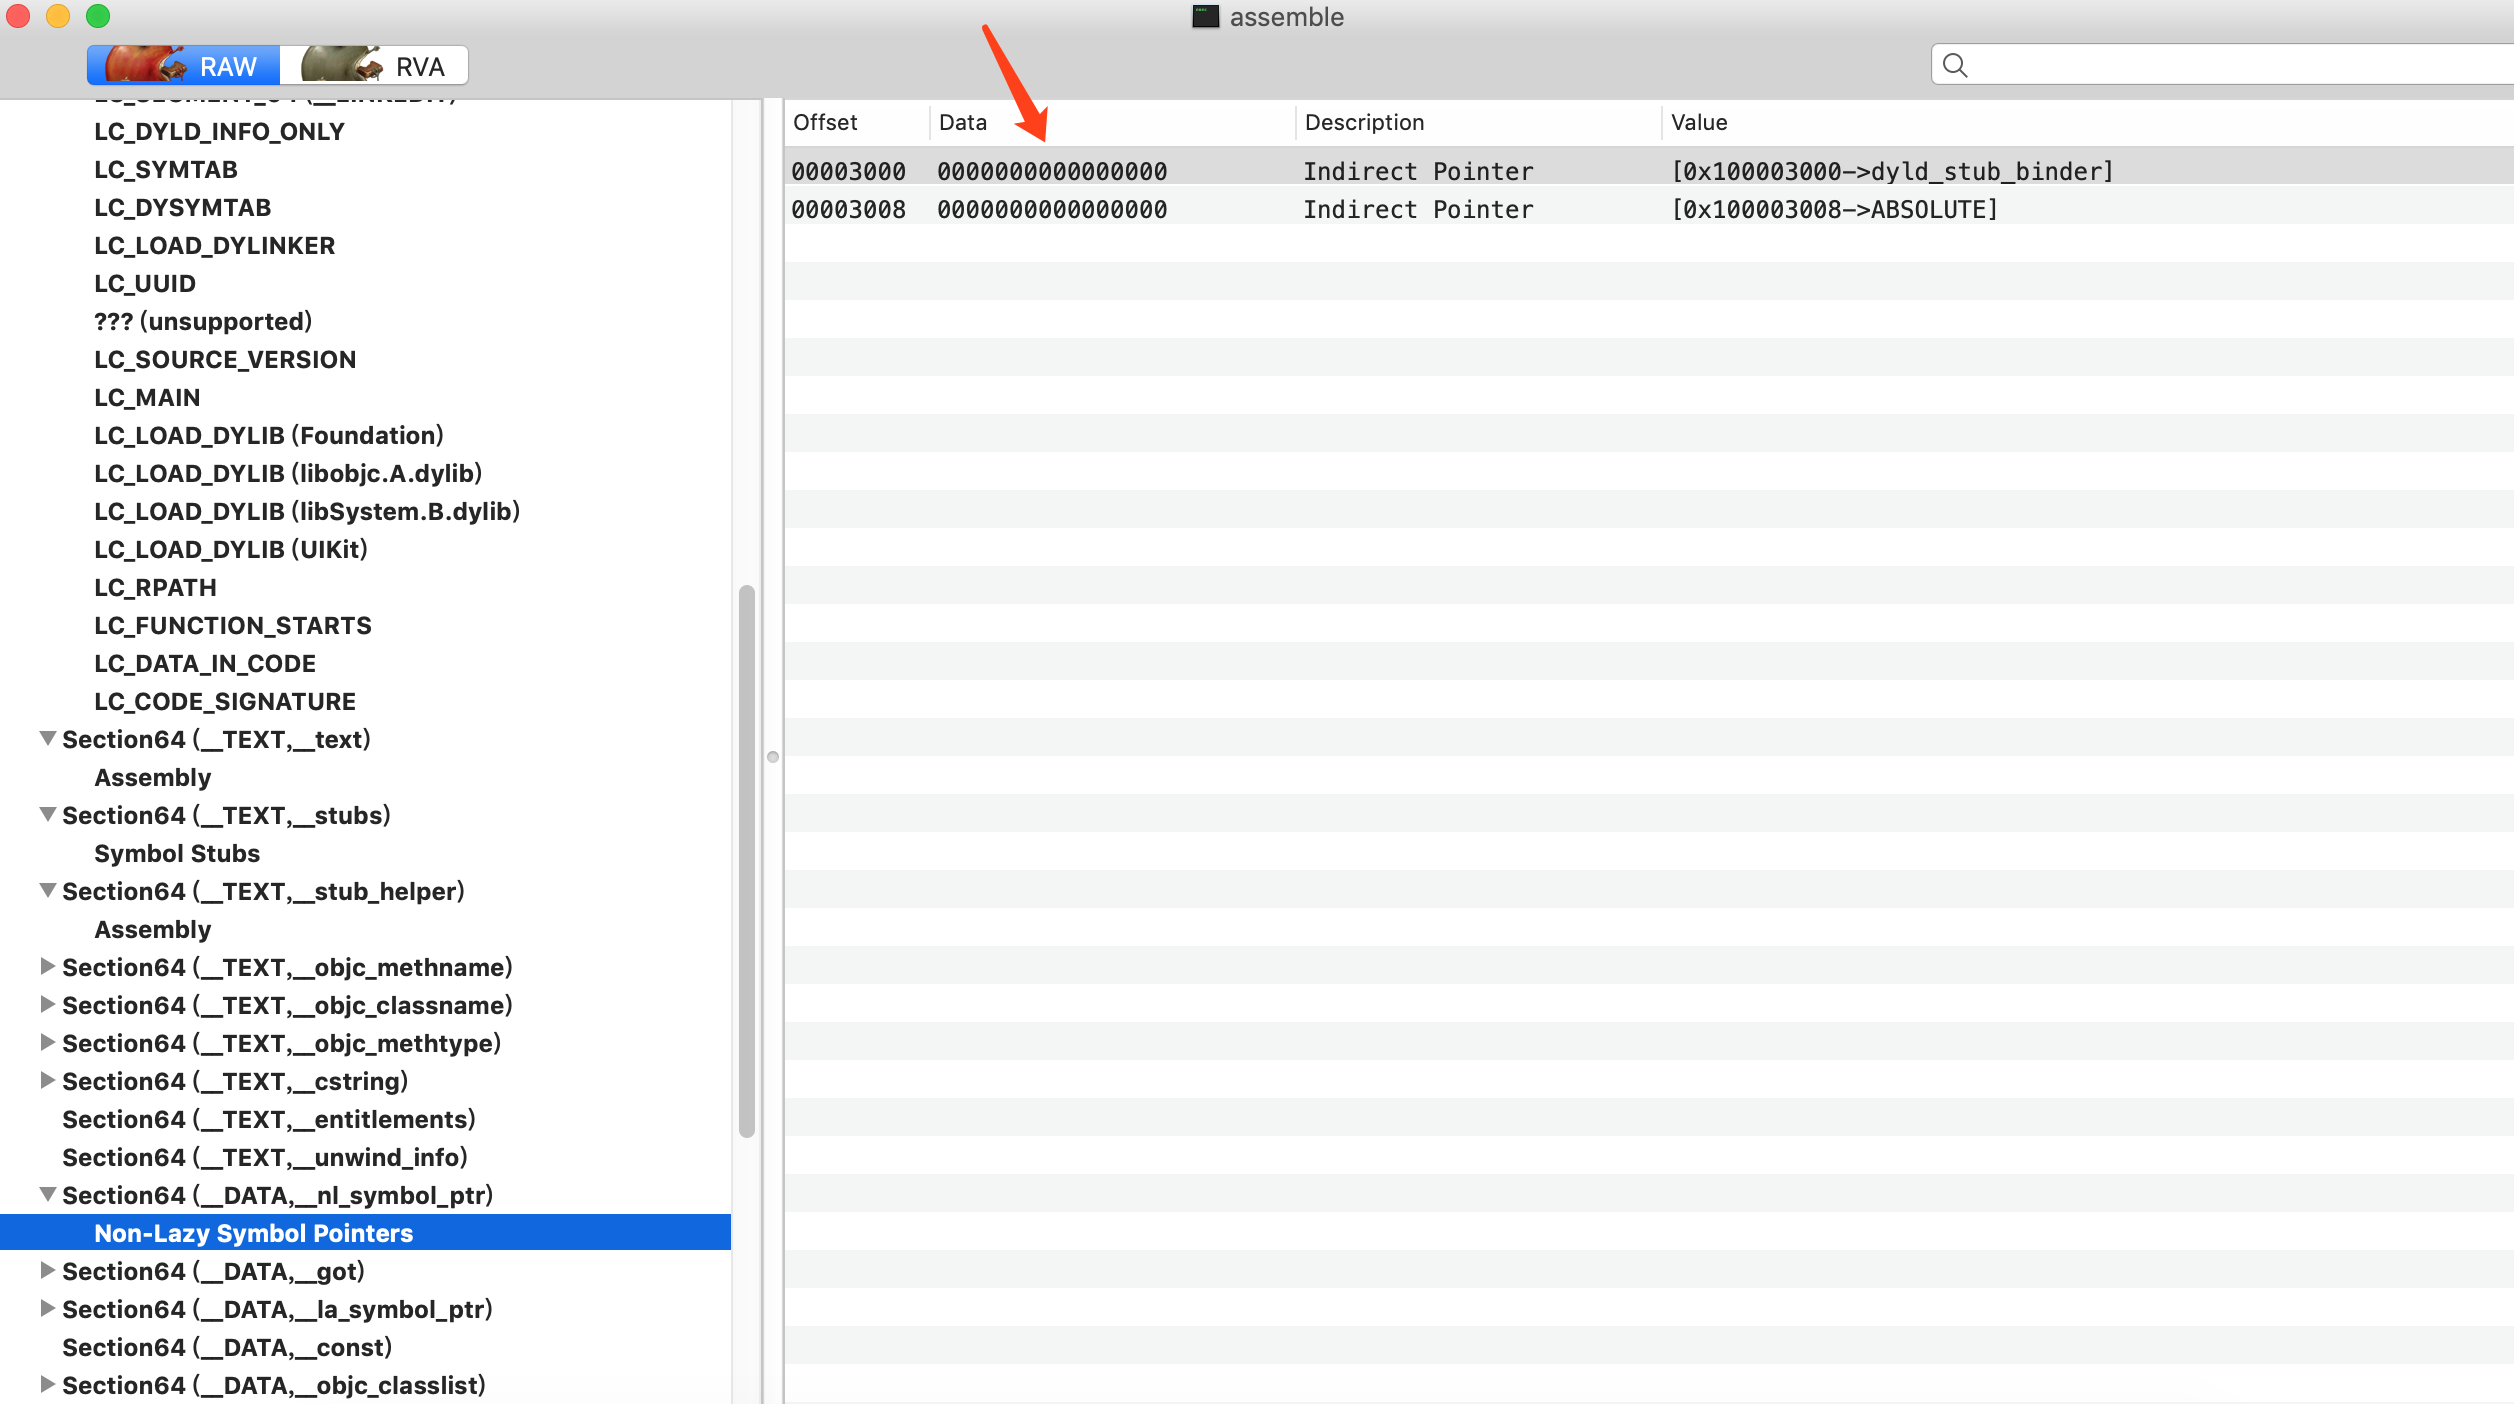 assemble
RAW
RVA
LC_SEGMENT_64 (__LINKEDIT)
LC_DYLD_INFO_ONLY
LC_SYMTAB
LC_DYSYMTAB
LC_LOAD_DYLINKER
LC_UUID
??? (unsupported)
LC_SOURCE_VERSION
LC_MAIN
LC_LOAD_DYLIB (Foundation)
LC_LOAD_DYLIB (libobjc.A.dylib)
LC_LOAD_DYLIB (libSystem.B.dylib)
LC_LOAD_DYLIB (UIKit)
LC_RPATH
LC_FUNCTION_STARTS
LC_DATA_IN_CODE
LC_CODE_SIGNATURE
Section64 (__TEXT,__text)
Assembly
Section64 (__TEXT,__stubs)
Symbol Stubs
Section64 (__TEXT,__stub_helper)
Assembly
Section64 (__TEXT,__objc_methname)
Section64 (__TEXT,__objc_classname)
Section64 (__TEXT,__objc_methtype)
Section64 (__TEXT,__cstring)
Section64 (__TEXT,__entitlements)
Section64 (__TEXT,__unwind_info)
Section64 (__DATA,__nl_symbol_ptr)
Non-Lazy Symbol Pointers
Section64 (__DATA,__got)
Section64 (__DATA,__la_symbol_ptr)
Section64 (__DATA,__const)
Section64 (__DATA,__objc_classlist)
Offset Data Description Value
00003000 0000000000000000 Indirect Pointer [0x100003000->dyld_stub_binder]
00003008 0000000000000000 Indirect Pointer [0x100003008->ABSOLUTE]